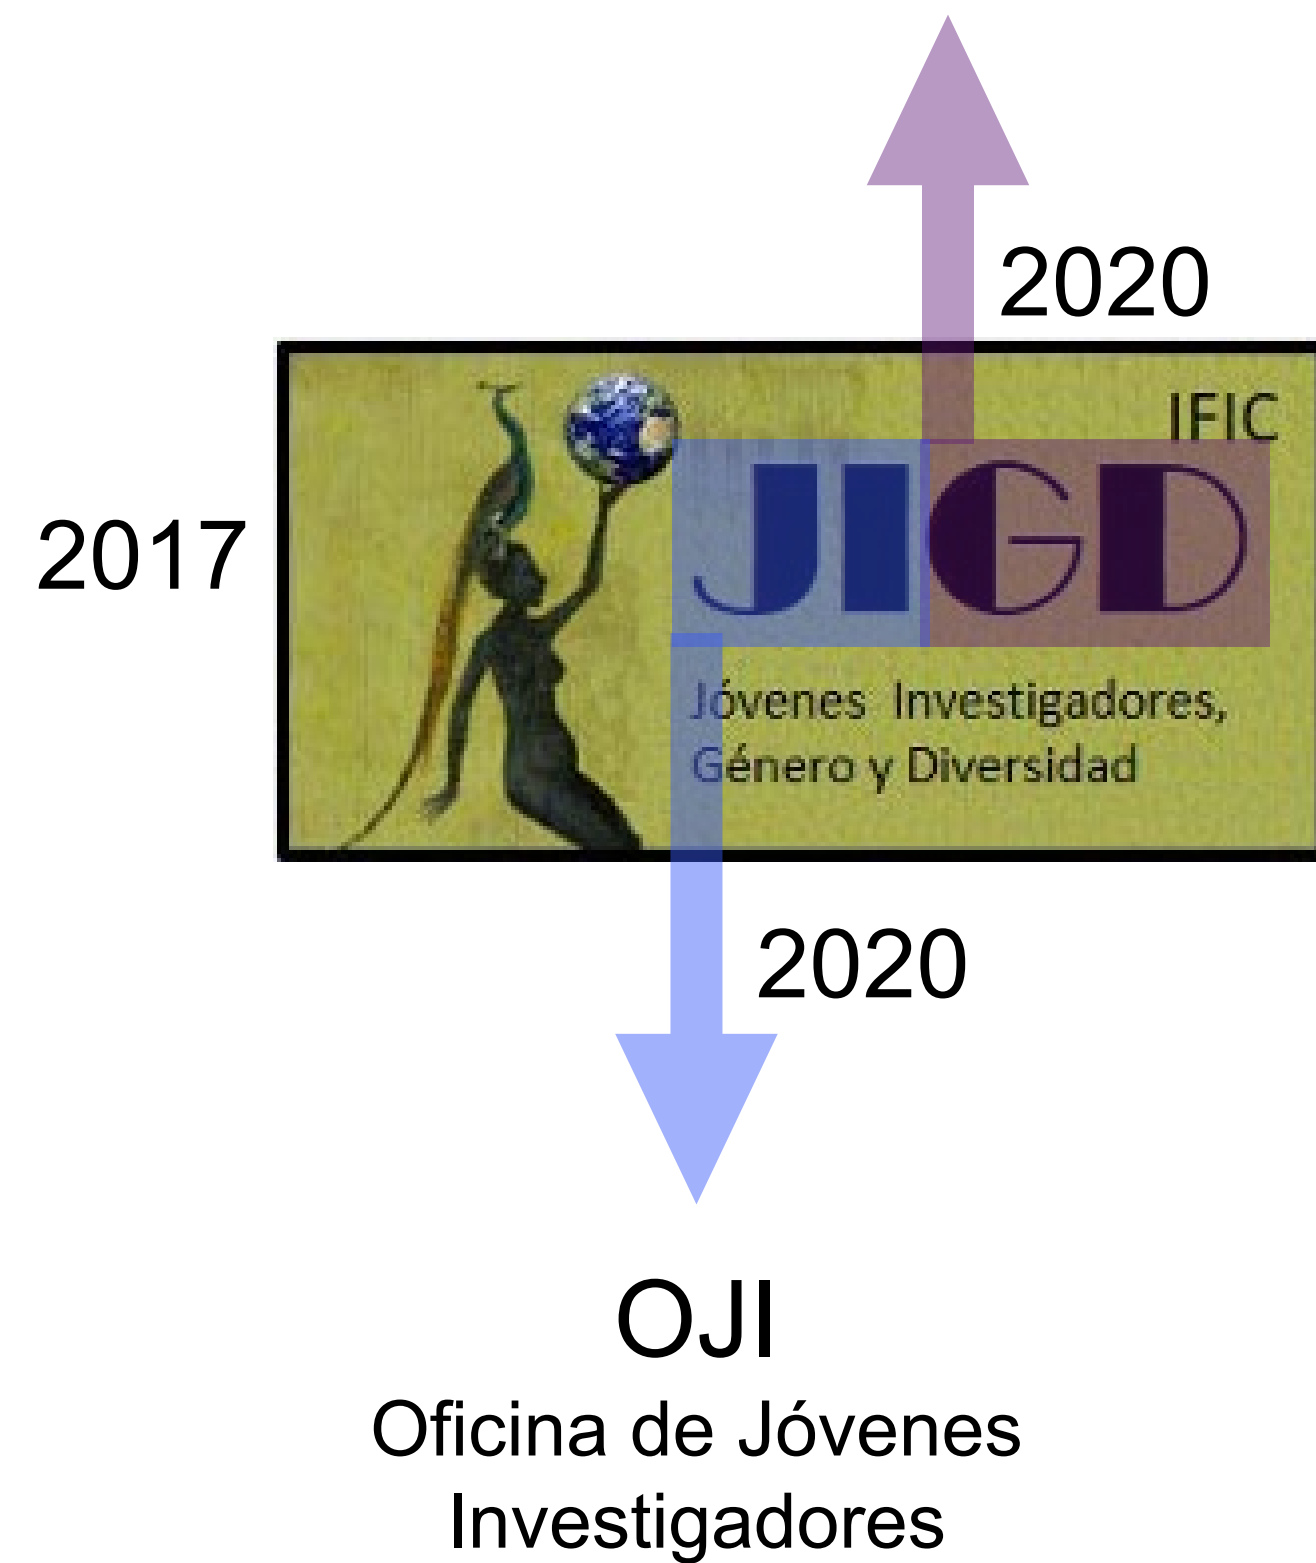 2020
IFIC
2017
JIGD
Jóvenes Investigadores,
Género y Diversidad
2020
OJI
Oficina de Jóvenes
Investigadores